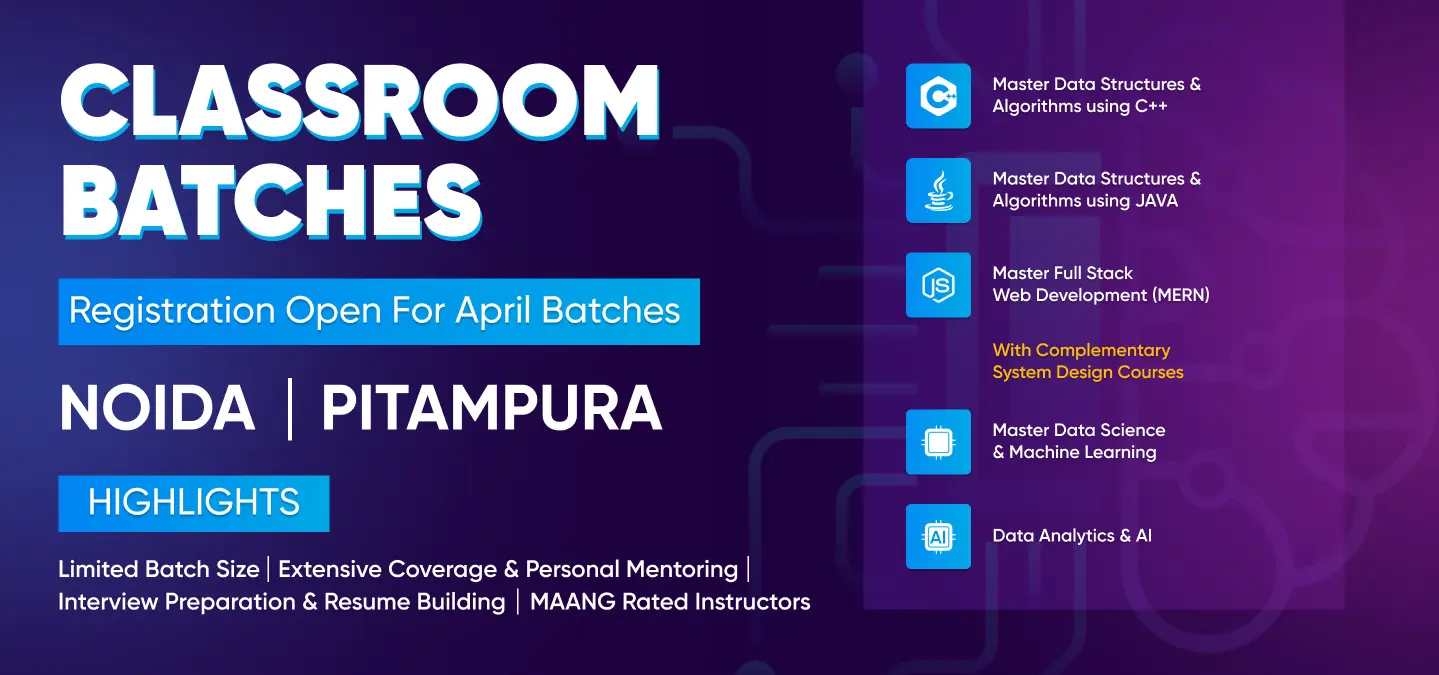 CLASSROOM
BATCHES
Registration Open For April Batches
NOIDA | PITAMPURA
HIGHLIGHTS
Limited Batch Size | Extensive Coverage & Personal Mentoring |
Interview Preparation & Resume Building | MAANG Rated Instructors
C++
Master Data Structures &
Algorithms using C++
Master Data Structures &
Algorithms using JAVA
JS
Master Full Stack
Web Development (MERN)
With Complementary
System Design Courses
Master Data Science
& Machine Learning
AI
Data Analytics & AI